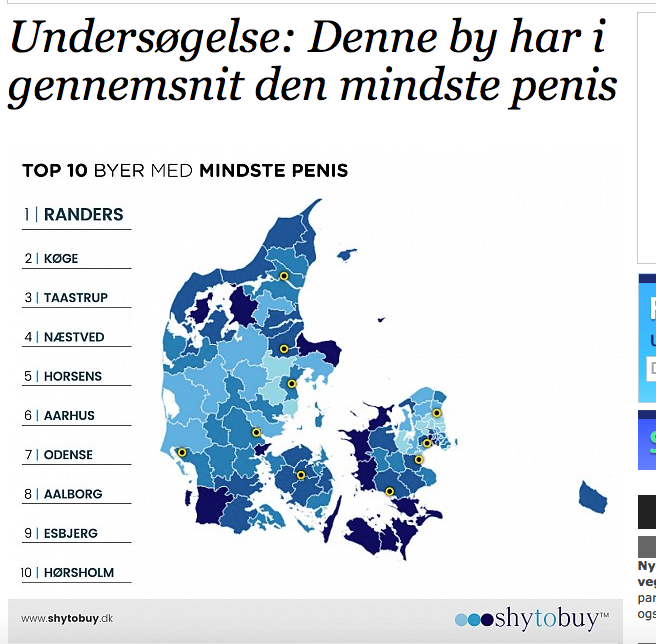 Undersøgelse: Denne by har i
gennemsnit den mindste penis
TOP 10 BYER MED MINDSTE PENIS
1 | RANDERS
2 | KØGE
3 | TAASTRUP
4 | NÆSTVED
5 | HORSENS
6 | AARHUS
7 | ODENSE
8 | AALBORG
9 | ESBJERG
10 | HØRSHOLM
www.shytobuy.dk
shytobuy™
Ny
veg
par
ogs